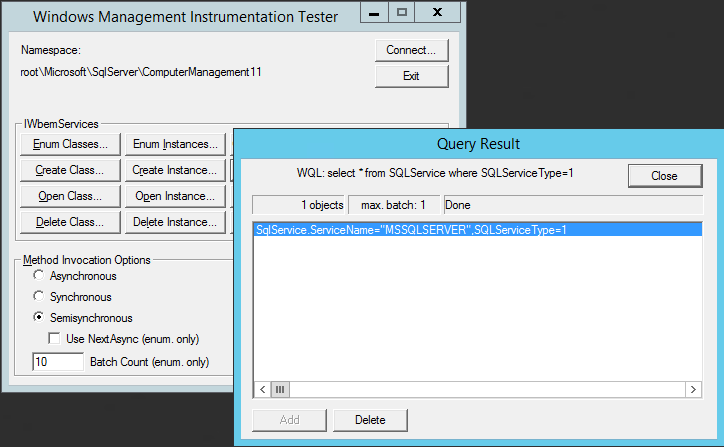 Windows Management Instrumentation Tester
Namespace:
root\Microsoft\SqlServer\ComputerManagement11
Connect...
Exit
IWbemServices
Enum Classes...
Enum Instances...
Create Class...
Create Instance...
Open Class...
Open Instance...
Delete Class...
Delete Instance...
Method Invocation Options
Asynchronous
Synchronous
Semisynchronous
Use NextAsync (enum. only)
10
Batch Count (enum. only)
Query Result
WQL: select * from SQLService where SQLServiceType=1
Close
1 objects
max. batch: 1
Done
SqlService.ServiceName="MSSQLSERVER",SQLServiceType=1
Add
Delete